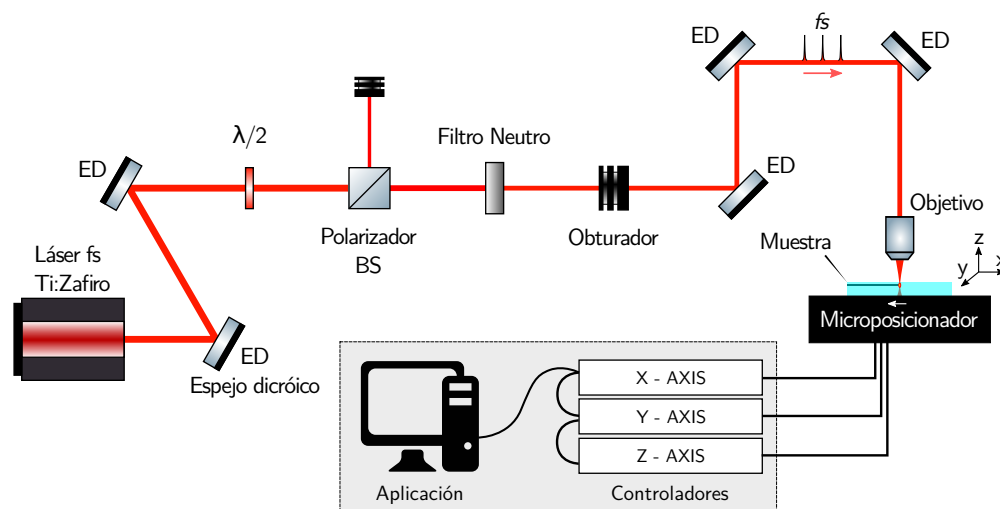 ED
fs
ED
λ/2
Filtro Neutro
ED
ED
Objetivo
Polarizador
BS
Obturador
Láser fs
Ti:Zafiro
Muestra
z
y
x
Microposicionador
ED
Espejo dicróico
X - AXIS
Y - AXIS
Z - AXIS
Aplicación
Controladores